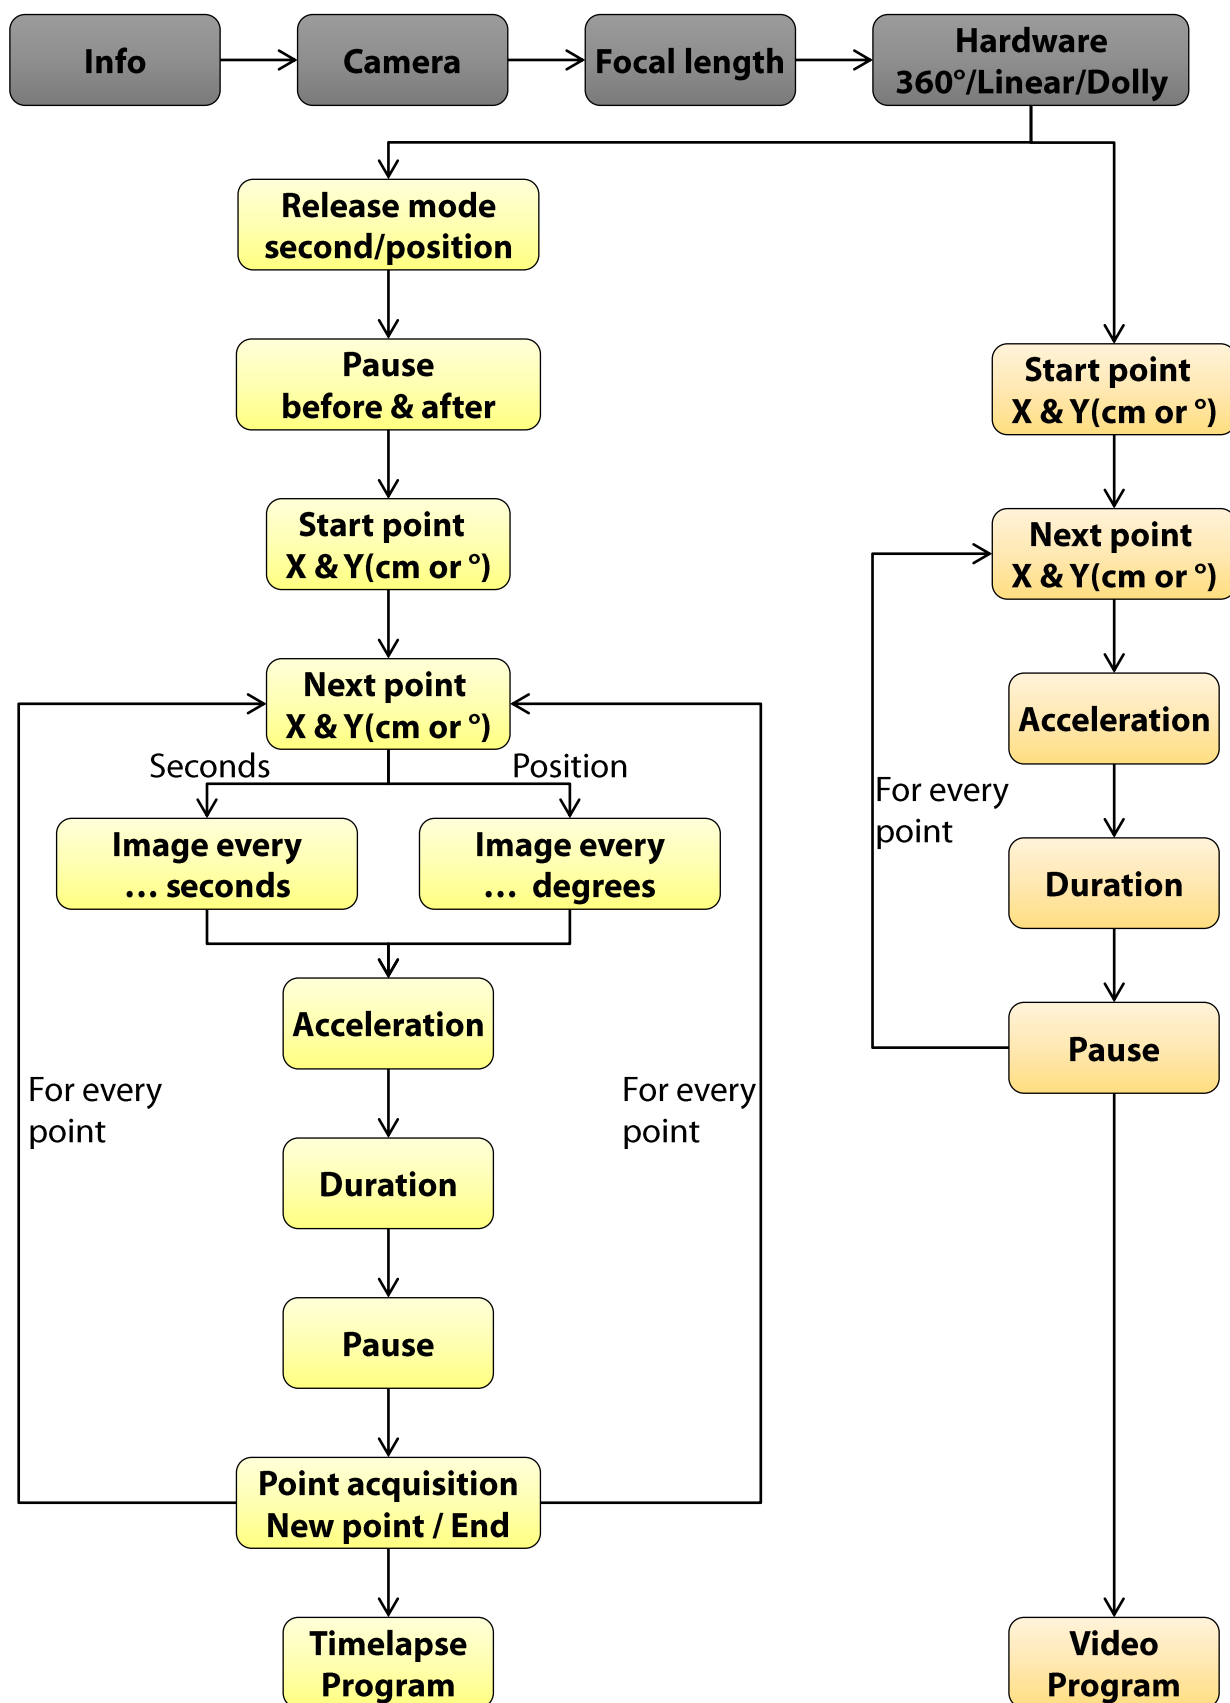 Info
Camera
Focal length
Hardware
360°/Linear/Dolly
Release mode
second/position
Pause
before & after
Start point
X & Y(cm or °)
Next point
X & Y(cm or °)
Seconds
Position
Image every
... seconds
Image every
... degrees
Acceleration
Duration
Pause
For every
point
For every
point
Point acquisition
New point / End
Timelapse
Program
Start point
X & Y(cm or °)
Next point
X & Y(cm or °)
Acceleration
For every
point
Duration
Pause
Video
Program